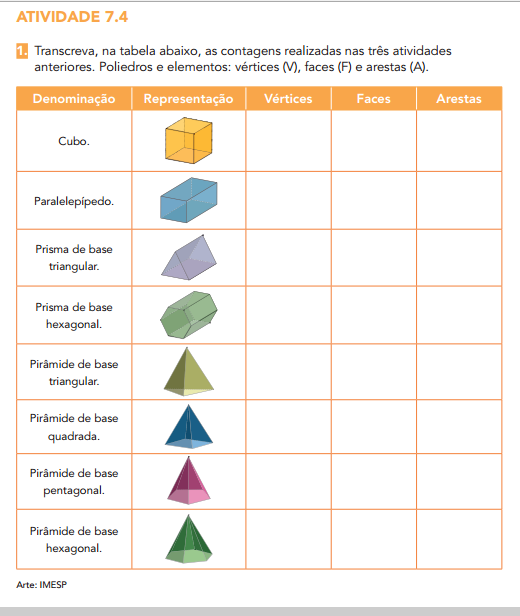 ATIVIDADE 7.4
1. Transcreva, na tabela abaixo, as contagens realizadas nas três atividades
anteriores. Poliedros e elementos: vértices (V), faces (F) e arestas (A).
Denominação Representação Vértices Faces Arestas
Cubo.
Paralelepípedo.
Prisma de base
triangular.
Prisma de base
hexagonal.
Pirâmide de base
triangular.
Pirâmide de base
quadrada.
Pirâmide de base
pentagonal.
Pirâmide de base
hexagonal.
Arte: IMESP